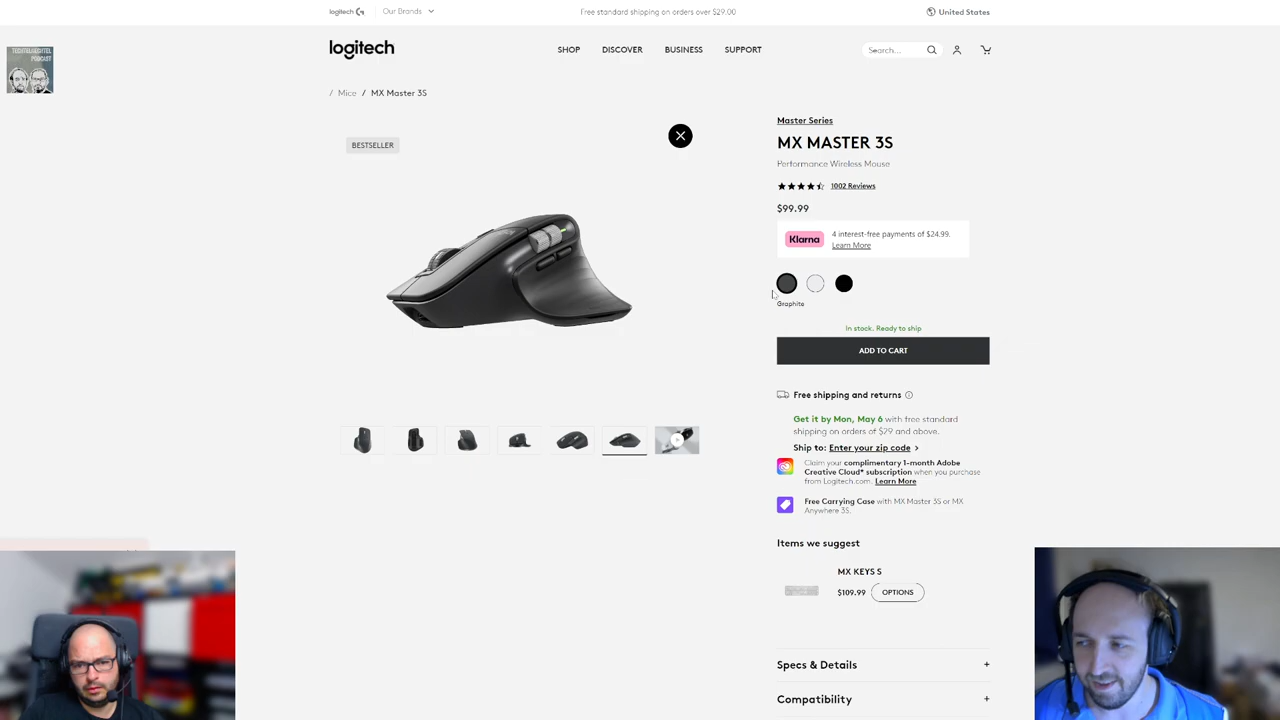 logitech G
Our Brands
Free standard shipping on orders over $29.00
United States
TECHTELMECHTEL
PODCAST
logitech
SHOP
DISCOVER
BUSINESS
SUPPORT
Search...
/ Mice / MX Master 3S
BESTSELLER
Master Series
MX MASTER 3S
Performance Wireless Mouse
1002 Reviews
$99.99
Klarna
4 interest-free payments of $24.99.
Learn More
Graphite
In stock. Ready to ship
ADD TO CART
Free shipping and returns
Get it by Mon, May 6 with free standard
shipping on orders of $29 and above.
Ship to: Enter your zip code >
Claim your complimentary 1-month Adobe
Creative Cloud* subscription when you purchase
from Logitech.com. Learn More
Free Carrying Case with MX Master 3S or MX
Anywhere 3S.
Items we suggest
MX KEYS S
$109.99
OPTIONS
Specs & Details
+
Compatibility
+